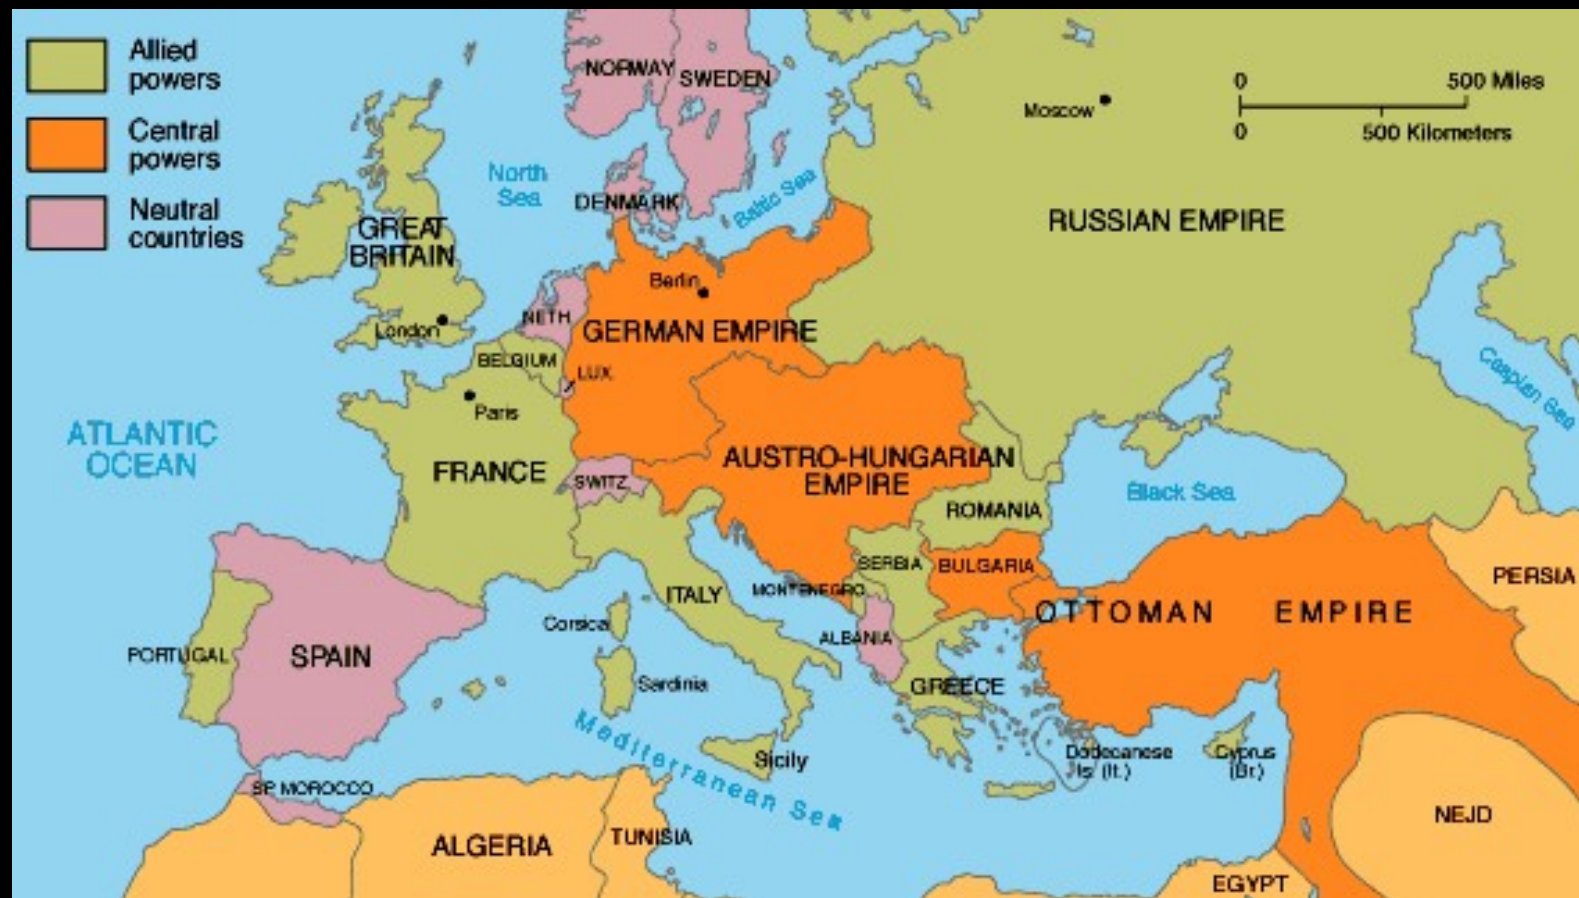 Allied
powers
Central
powers
Neutral
countries
0 500 Miles
0 500 Kilometers
NORWAY
SWEDEN
Moscow
North
Sea
DENMARK
Baltic Sea
RUSSIAN EMPIRE
GREAT
BRITAIN
Berlin
London
NETH
GERMAN EMPIRE
BELGIUM
LUX
Paris
Caspian Sea
ATLANTIC
OCEAN
FRANCE
SWITZ
AUSTRO-HUNGARIAN
EMPIRE
Black Sea
ROMANIA
SERBIA
BULGARIA
PERSIA
MONTENEGRO
ITALY
OTTOMAN EMPIRE
Corsica
ALBANIA
PORTUGAL
SPAIN
Sardinia
GREECE
Mediterranean Sea
Sicily
Dodecanese
Is. (It.)
Cyprus
(Br.)
SP. MOROCCO
ALGERIA
TUNISIA
NEJD
EGYPT